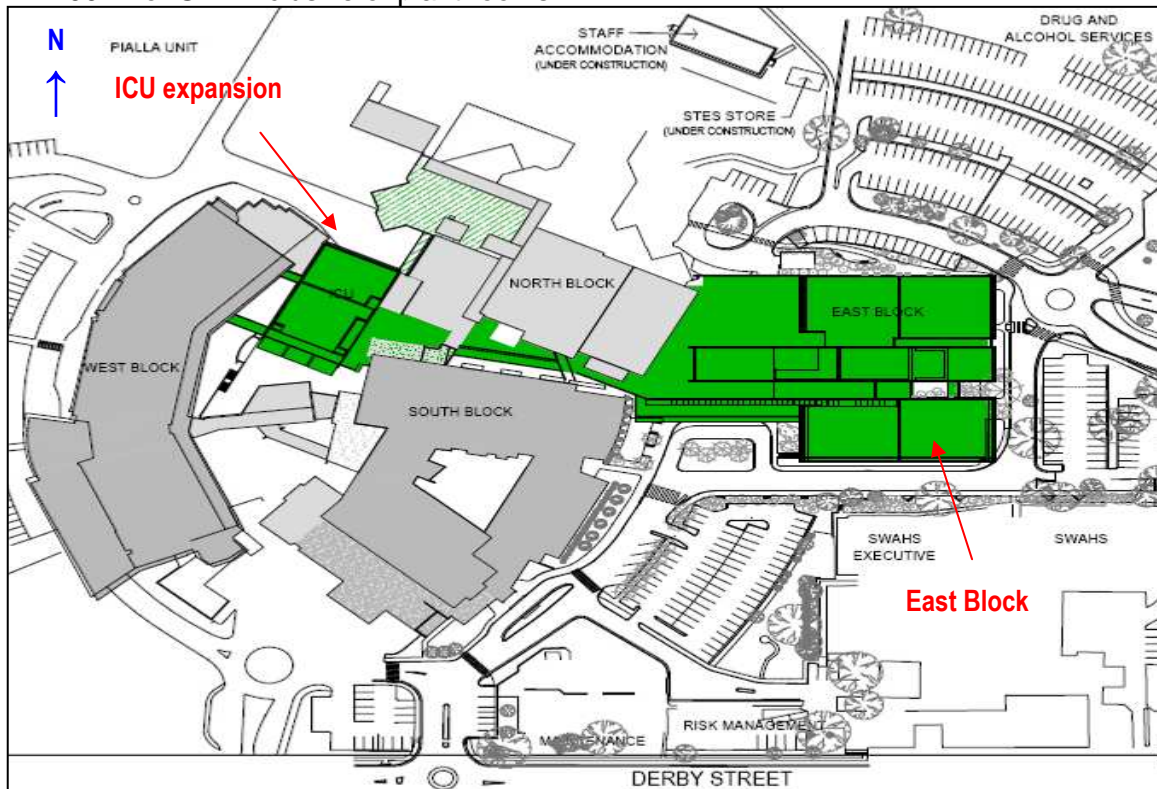 N
PIALLA UNIT
ICU expansion
STAFF
ACCOMMODATION
(UNDER CONSTRUCTION)
STES STORE
(UNDER CONSTRUCTION)
DRUG AND
ALCOHOL SERVICES
ICU
NORTH BLOCK
EAST BLOCK
WEST BLOCK
SOUTH BLOCK
SWAHS
EXECUTIVE
SWAHS
East Block
RISK MANAGEMENT
MAINTENANCE
DERBY STREET